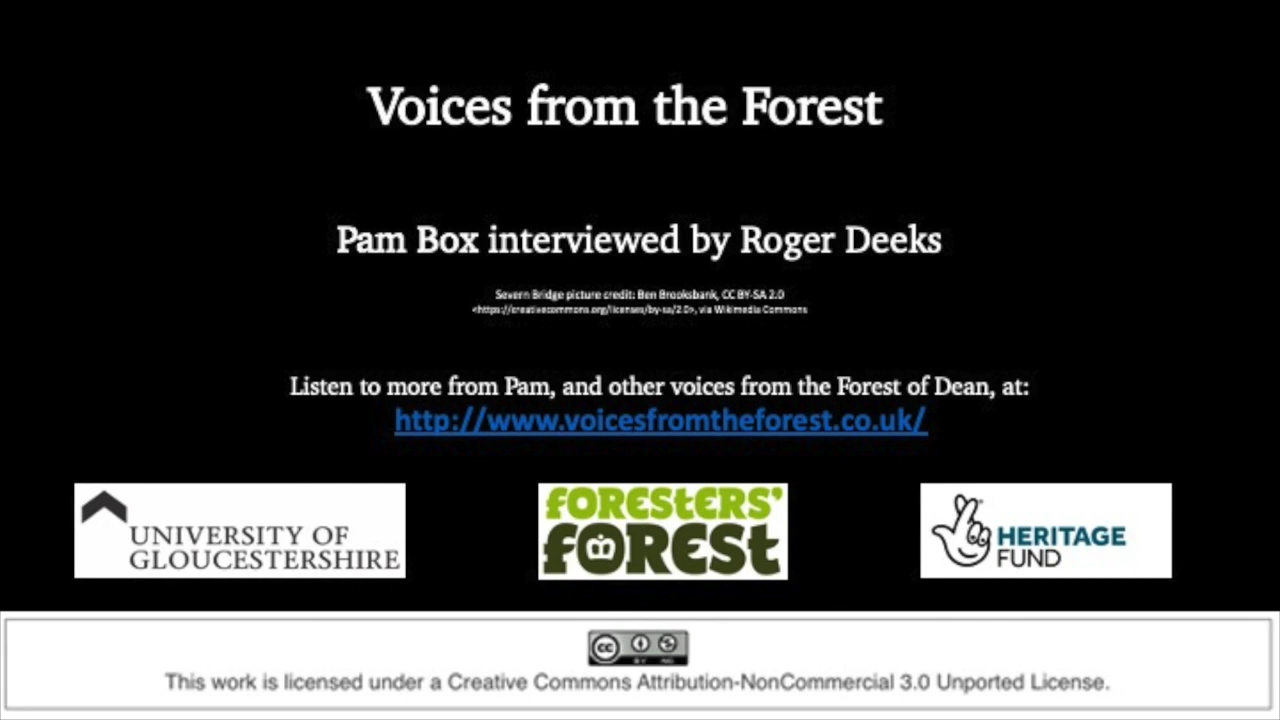 Voices from the Forest
Pam Box interviewed by Roger Deeks
Severn Bridge picture credit: Ben Brooksbank, CC BY-SA 2.0
<https://creativecommons.org/licenses/by-sa/2.0>, via Wikimedia Commons
Listen to more from Pam, and other voices from the Forest of Dean, at:
http://www.voicesfromtheforest.co.uk/
UNIVERSITY OF
GLOUCESTERSHIRE
FORESTERS'
FOREST
HERITAGE
FUND
cc
BY NC
This work is licensed under a Creative Commons Attribution-NonCommercial 3.0 Unported License.